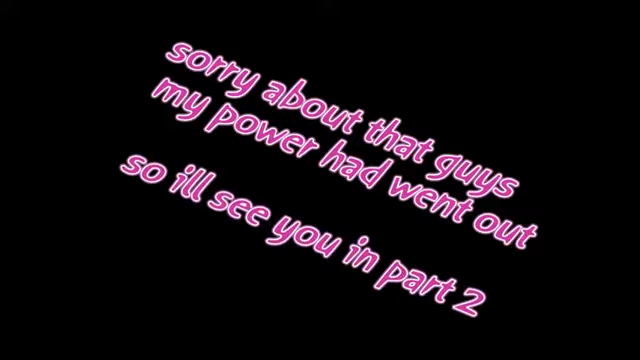 sorry about that guys
my power had went out
so ill see you in part 2